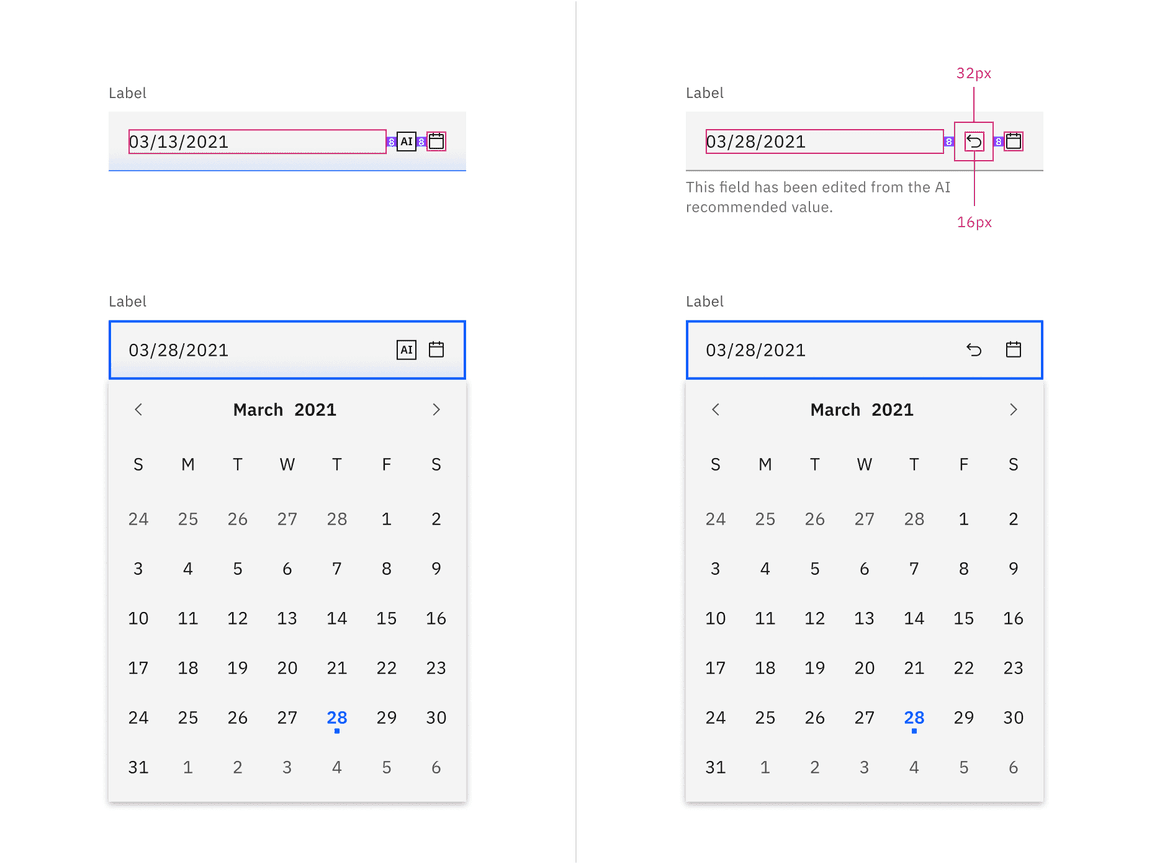 Label
03/13/2021 8 AI 8
Label
03/28/2021 AI
March 2021
S M T W T F S
24 25 26 27 28 1 2
3 4 5 6 7 8 9
10 11 12 13 14 15 16
17 18 19 20 21 22 23
24 25 26 27 28 29 30
31 1 2 3 4 5 6
32px
Label
03/28/2021 8 8
This field has been edited from the AI
recommended value.
16px
Label
03/28/2021
March 2021
S M T W T F S
24 25 26 27 28 1 2
3 4 5 6 7 8 9
10 11 12 13 14 15 16
17 18 19 20 21 22 23
24 25 26 27 28 29 30
31 1 2 3 4 5 6